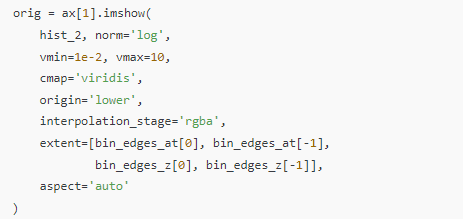 orig = ax[1].imshow(
    hist_2, norm='log',
    vmin=1e-2, vmax=10,
    cmap='viridis',
    origin='lower',
    interpolation_stage='rgba',
    extent=[bin_edges_at[0], bin_edges_at[-1],
            bin_edges_z[0], bin_edges_z[-1]],
    aspect='auto'
)